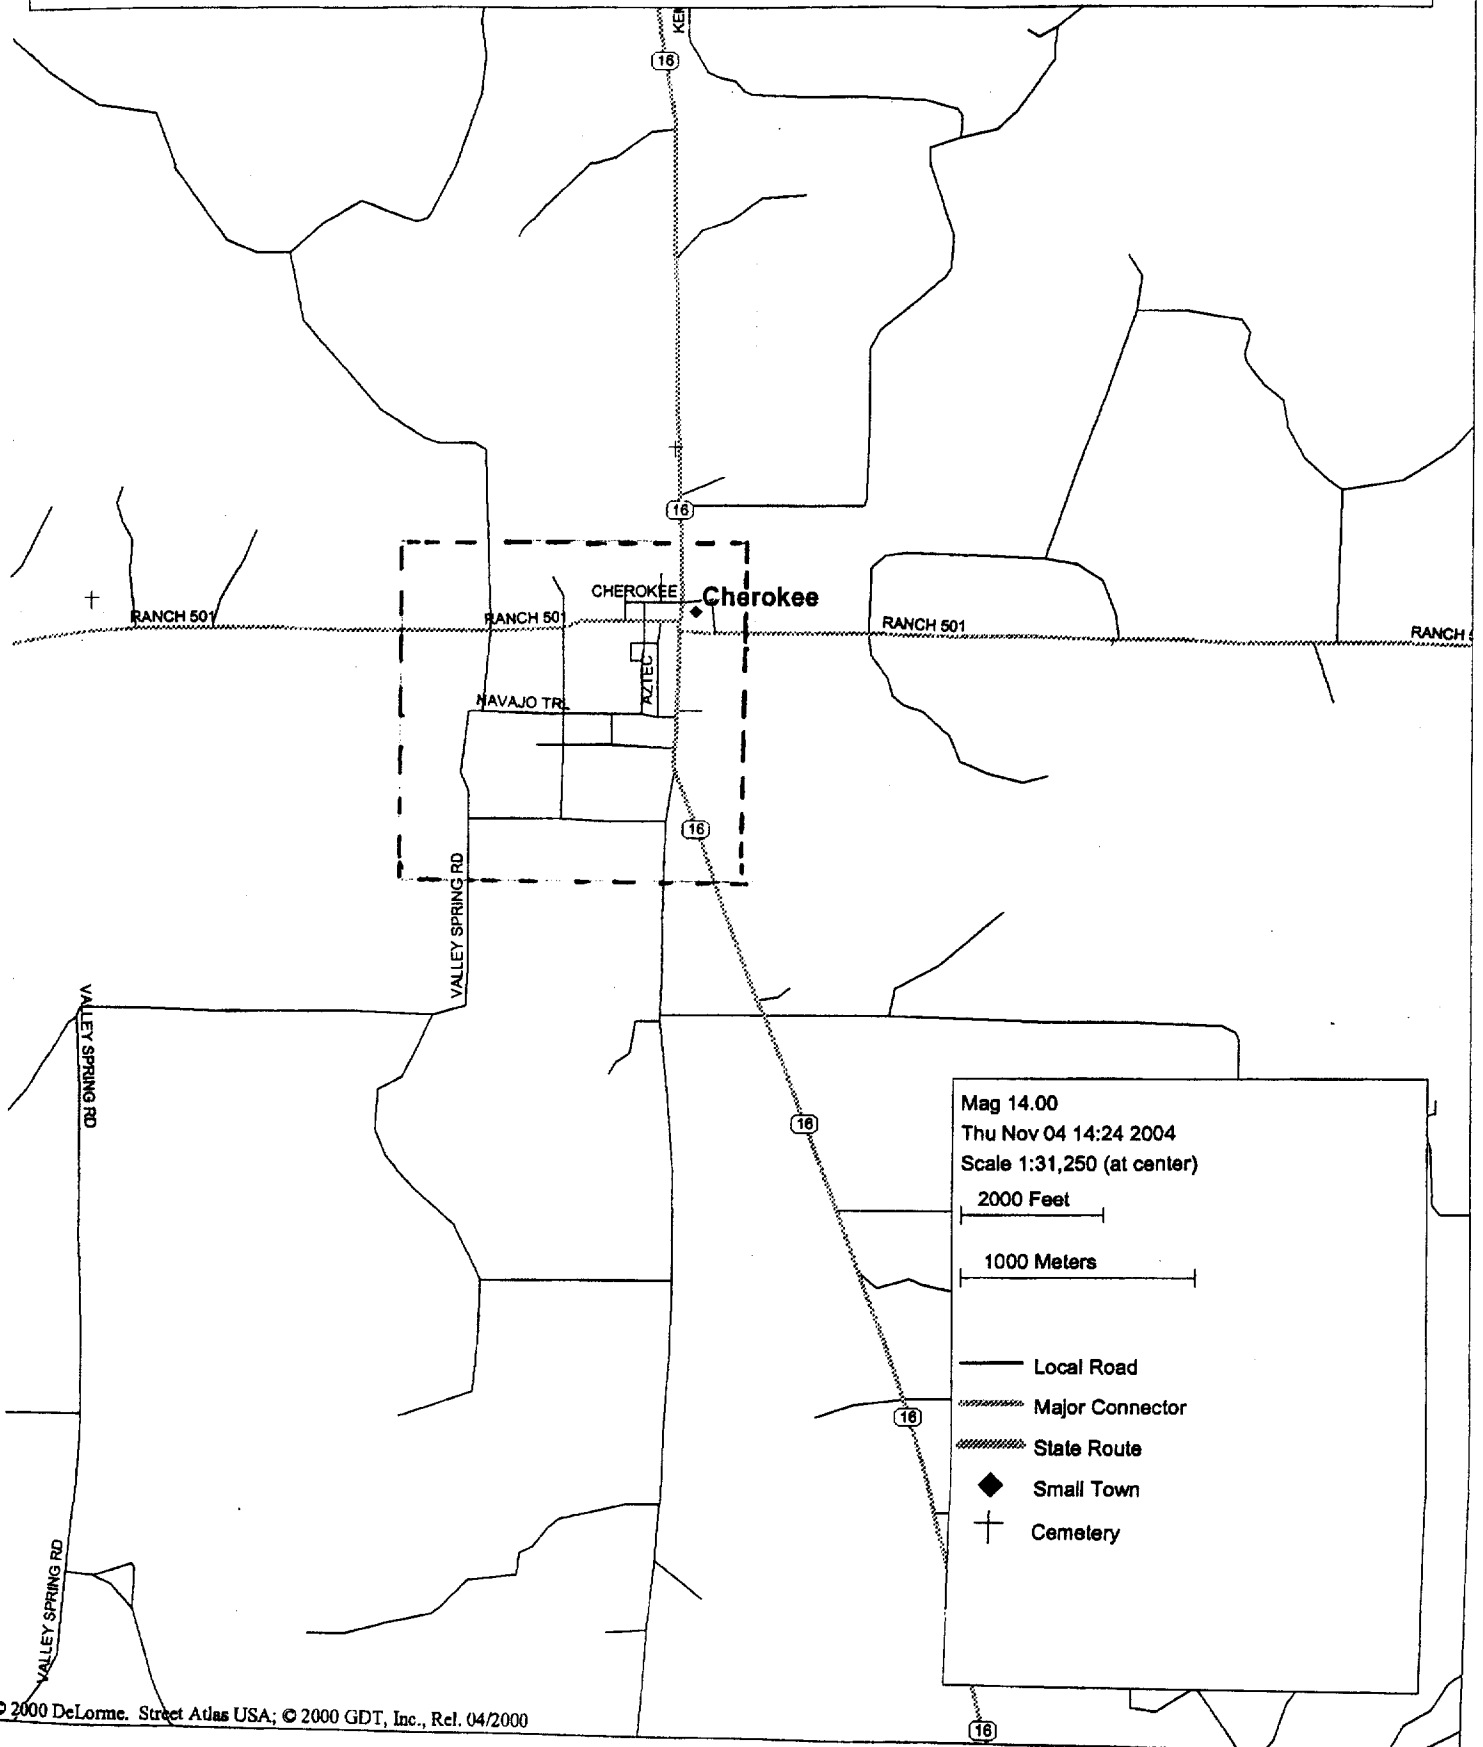 16
16
CHEROKEE
Cherokee
RANCH 501
RANCH 501
RANCH 501
RANCH
AZTEC
NAVAJO TRL
16
VALLEY SPRING RD
VALLEY SPRING RD
16
Mag 14.00
Thu Nov 04 14:24 2004
Scale 1:31,250 (at center)
2000 Feet
1000 Meters
Local Road
Major Connector
State Route
Small Town
Cemetery
16
VALLEY SPRING RD
© 2000 DeLorme. Street Atlas USA; © 2000 GDT, Inc., Rel. 04/2000
16